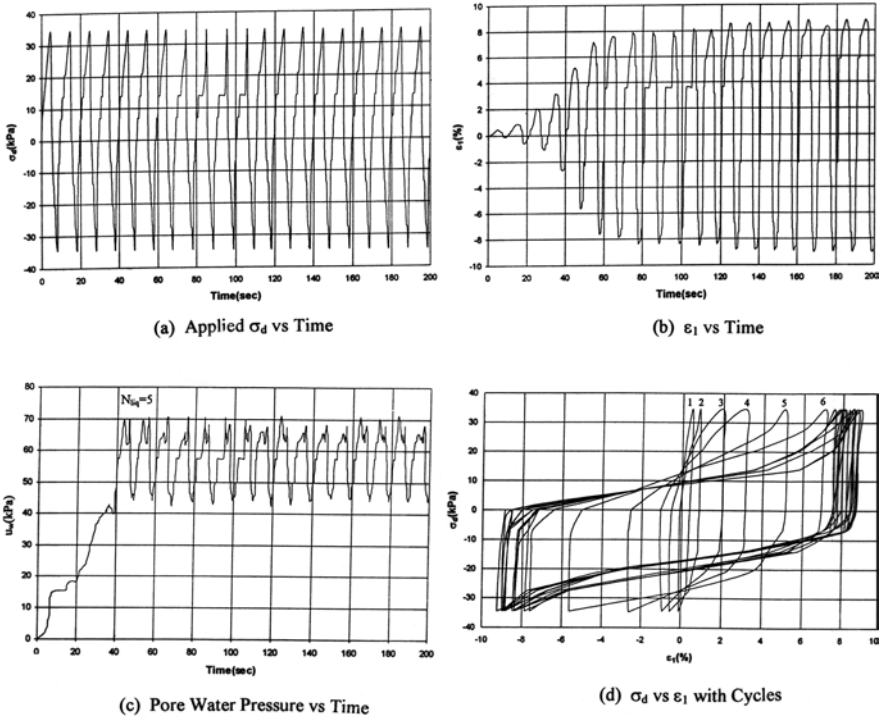 σd(kPa)
40
30
20
10
0
-10
-20
-30
-40
0 20 40 60 80 100 120 140 160 180 200
Time(sec)
(a) Applied σd vs Time
ε1(%)
10
8
6
4
2
0
-2
-4
-6
-8
-10
0 20 40 60 80 100 120 140 160 180 200
Time(sec)
(b) ε1 vs Time
uw(kPa)
80
70
60
50
40
30
20
10
0
NLiq=5
0 20 40 60 80 100 120 140 160 180 200
Time(sec)
(c) Pore Water Pressure vs Time
σd(kPa)
40
30
20
10
0
-10
-20
-30
-40
1 2 3 4 5 6
-10 -8 -6 -4 -2 0 2 4 6 8 10
ε1(%)
(d) σd vs ε1 with Cycles